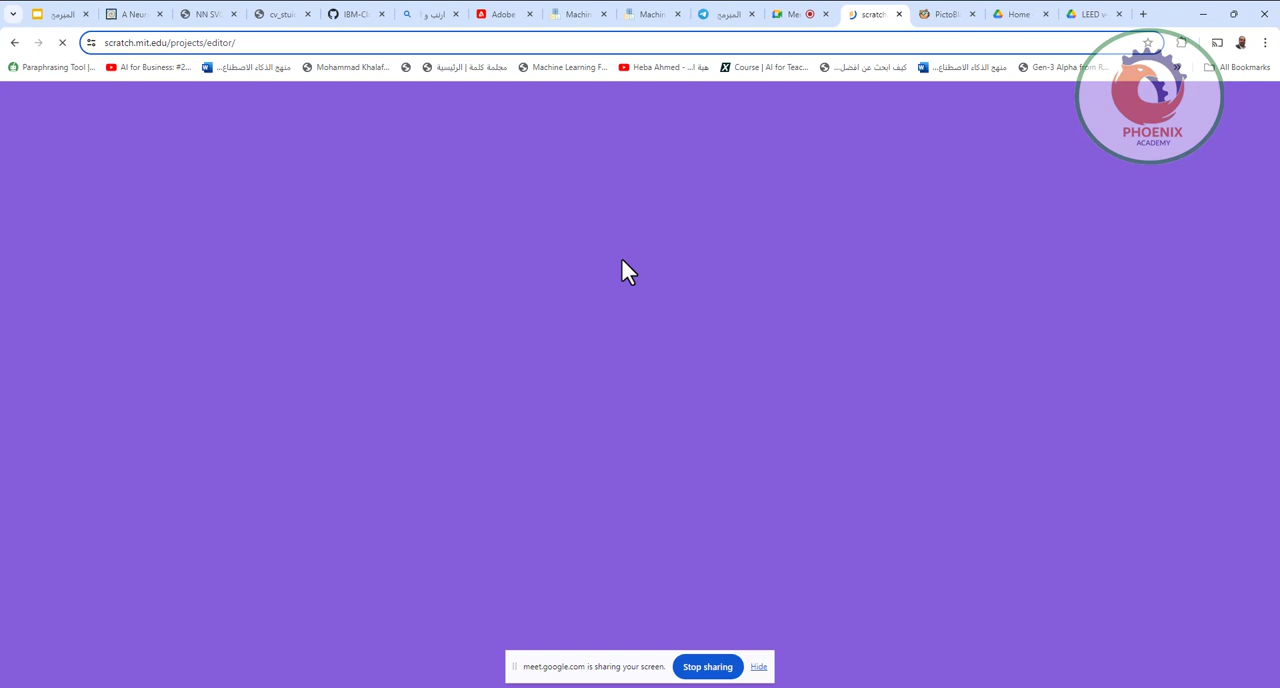 المبرمج
A Neur
NN SV
cv_studi
IBM-Cl
ارنب و
Adobe
Machin
Machin
المبرمج
Mee
scratch
PictoBl
Home
LEED v
scratch.mit.edu/projects/editor/
Paraphrasing Tool |...
AI for Business: #2...
منهج الذكاء الاصطناع...
Mohammad Khalaf...
مجلمة كلمة | الرئيسية
Machine Learning F...
Heba Ahmed - هبة ا...
Course | AI for Teac...
كيف ابحث عن افضل...
منهج الذكاء الاصطناع...
Gen-3 Alpha from R...
All Bookmarks
PHOENIX
ACADEMY
meet.google.com is sharing your screen.
Stop sharing
Hide